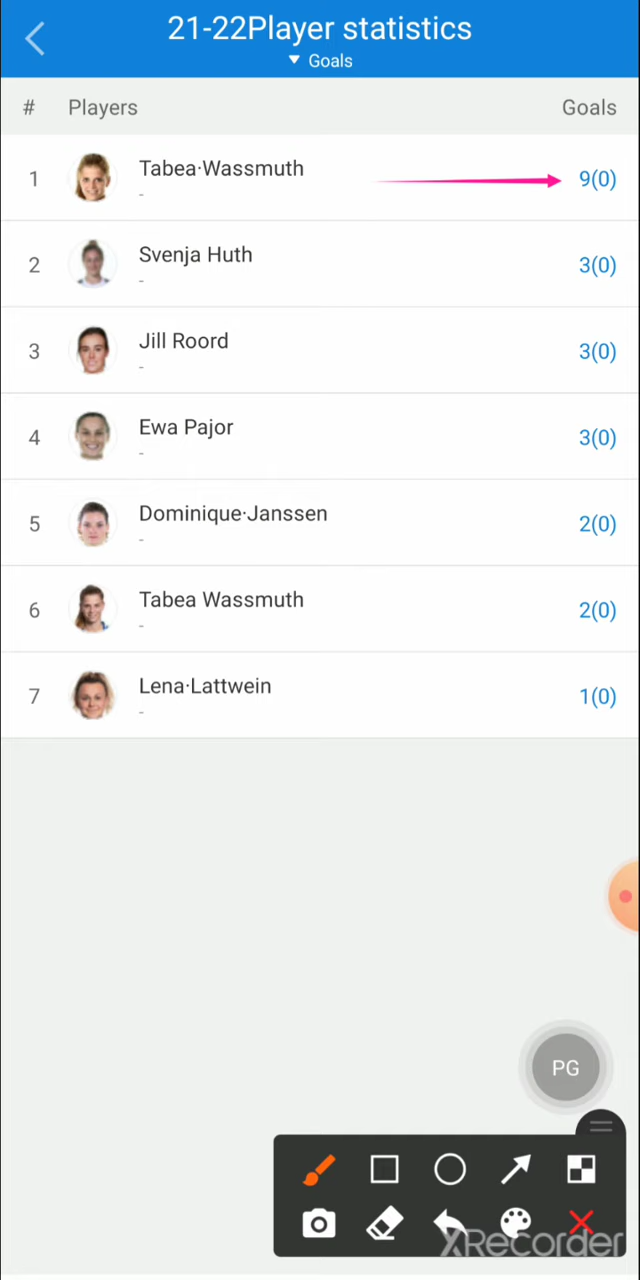 21-22Player statistics
▼ Goals
# Players Goals
1 Tabea·Wassmuth 9(0)
-
2 Svenja Huth 3(0)
-
3 Jill Roord 3(0)
-
4 Ewa Pajor 3(0)
-
5 Dominique·Janssen 2(0)
-
6 Tabea Wassmuth 2(0)
-
7 Lena·Lattwein 1(0)
-
PG
XRecorder